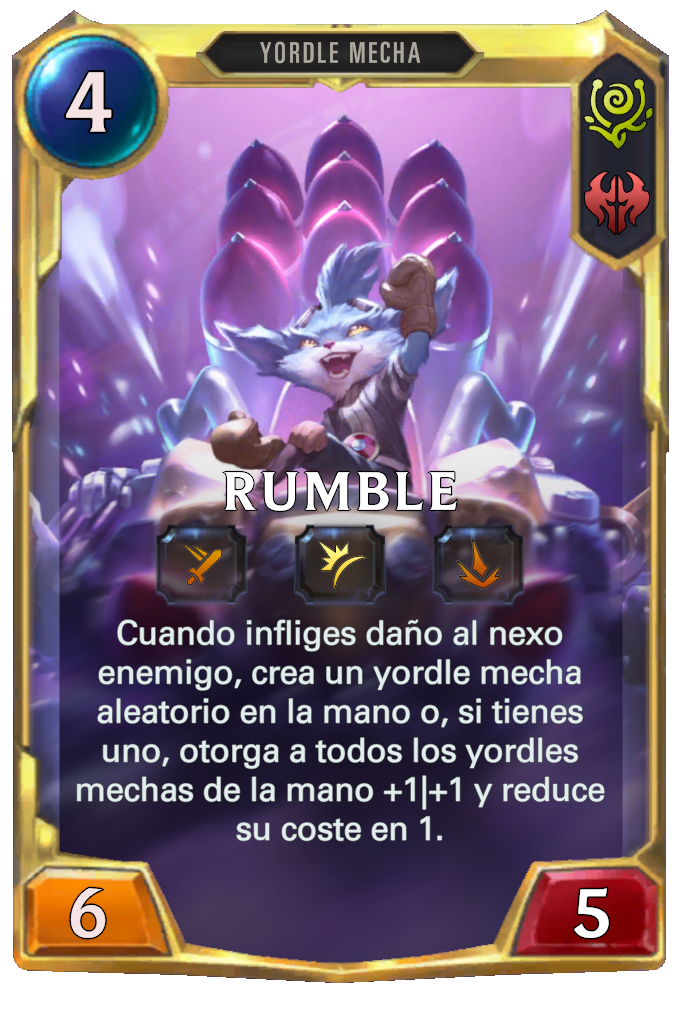 YORDLE MECHA
4
RUMBLE
Cuando infliges daño al nexo
enemigo, crea un yordle mecha
aleatorio en la mano o, si tienes
uno, otorga a todos los yordles
mechas de la mano +1|+1 y reduce
su coste en 1.
6
5